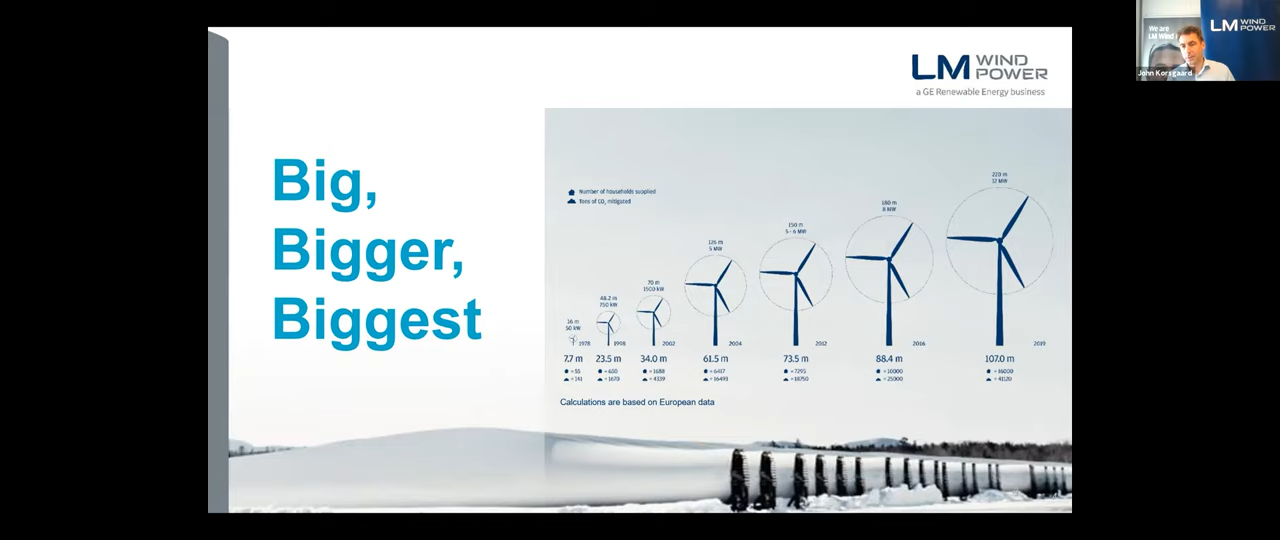 Big,
Bigger,
Biggest
LM WIND POWER
a GE Renewable Energy business
Number of households supplied
Tons of CO₂ mitigated
16 m
50 kW
1978
7.7 m
48.2 m
750 kW
1998
23.5 m
70 m
1500 kW
2002
34.0 m
126 m
5 MW
2004
61.5 m
150 m
5 - 6 MW
2012
73.5 m
180 m
8 MW
2016
88.4 m
=10000
=25000
220 m
12 MW
2019
107.0 m
=16000
Calculations are based on European data
We are
LM Wind
LM WIND POWER
John Korsgaard